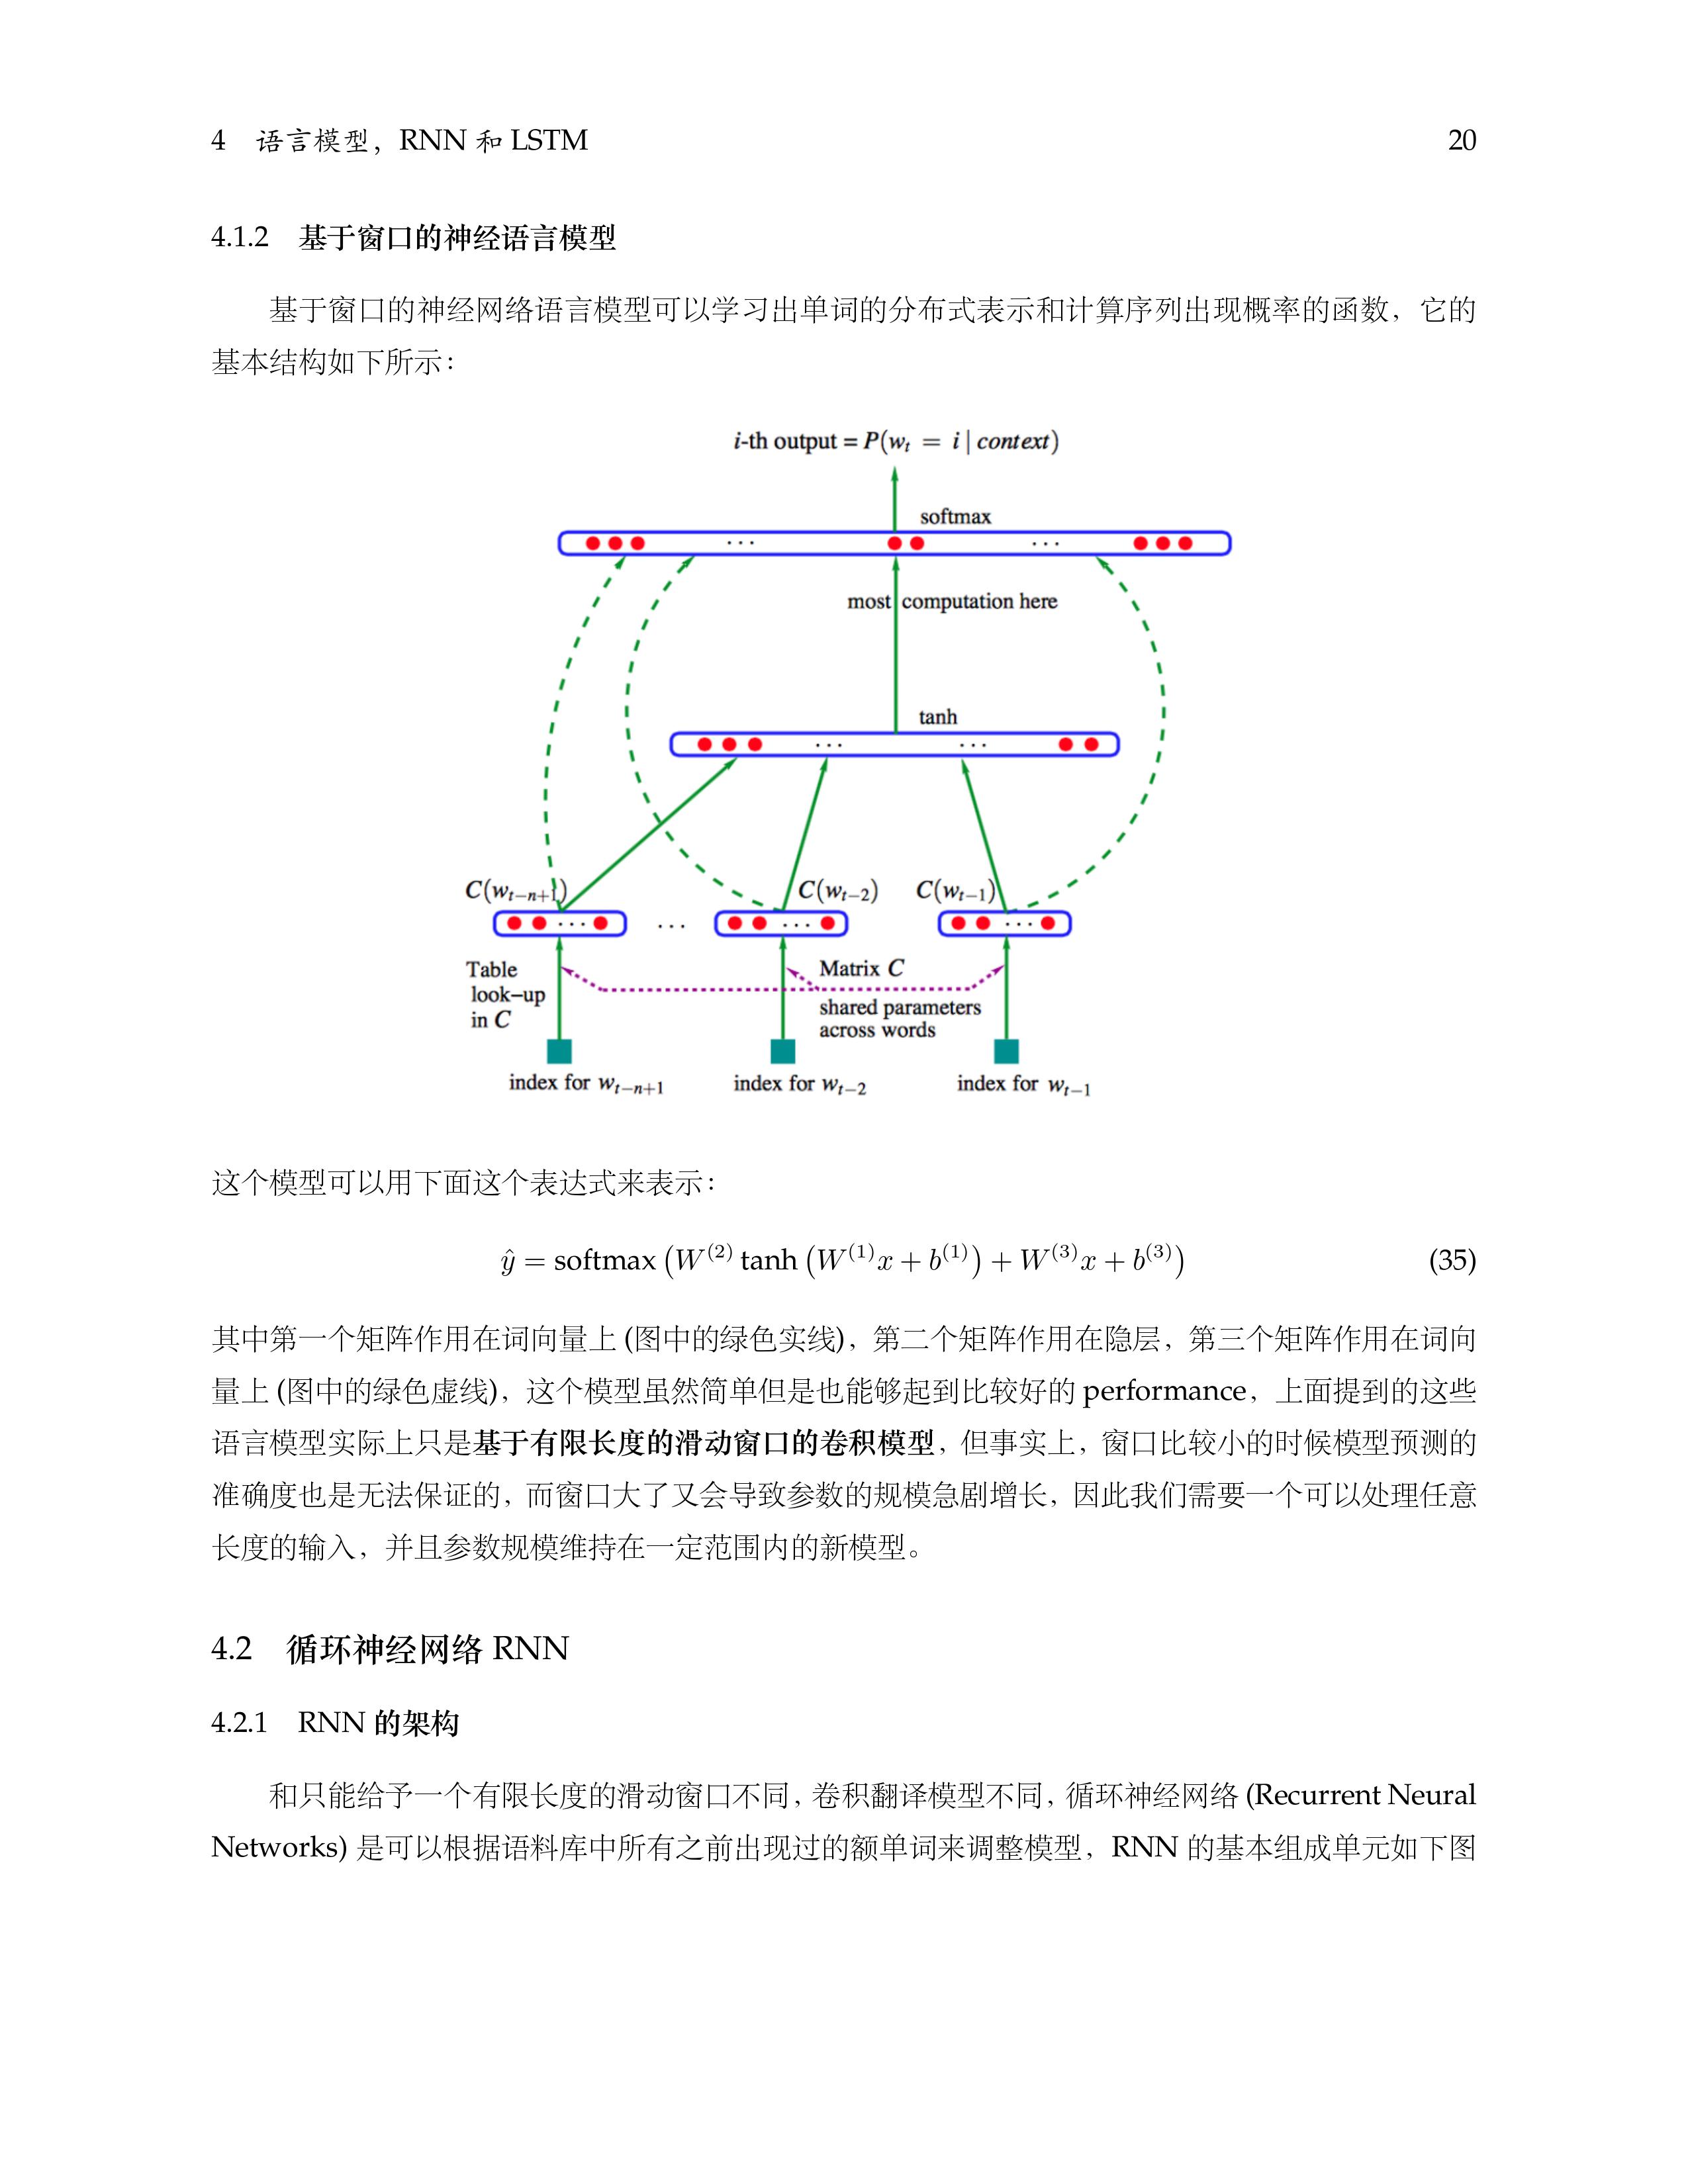 4 语言模型，RNN 和 LSTM 20
4.1.2 基于窗口的神经语言模型
基于窗口的神经网络语言模型可以学习出单词的分布式表示和计算序列出现概率的函数，它的
基本结构如下所示：
i-th output = P(w_t = i | context)
softmax
. . .
. . .
most computation here
tanh
. . .
. . .
C(w_{t−n+1})
C(w_{t−2})
C(w_{t−1})
. . .
. . .
. . .
. . .
Table
look−up
in C
Matrix C
shared parameters
across words
index for w_{t−n+1}
index for w_{t−2}
index for w_{t−1}
这个模型可以用下面这个表达式来表示：
ŷ = softmax (W^{(2)} tanh (W^{(1)}x + b^{(1)}) + W^{(3)}x + b^{(3)}) (35)
其中第一个矩阵作用在词向量上 (图中的绿色实线)，第二个矩阵作用在隐层，第三个矩阵作用在词向
量上 (图中的绿色虚线)，这个模型虽然简单但是也能够起到比较好的 performance，上面提到的这些
语言模型实际上只是基于有限长度的滑动窗口的卷积模型，但事实上，窗口比较小的时候模型预测的
准确度也是无法保证的，而窗口大了又会导致参数的规模急剧增长，因此我们需要一个可以处理任意
长度的输入，并且参数规模维持在一定范围内的新模型。
4.2 循环神经网络 RNN
4.2.1 RNN 的架构
和只能给予一个有限长度的滑动窗口不同，卷积翻译模型不同，循环神经网络 (Recurrent Neural
Networks) 是可以根据语料库中所有之前出现过的额单词来调整模型，RNN 的基本组成单元如下图